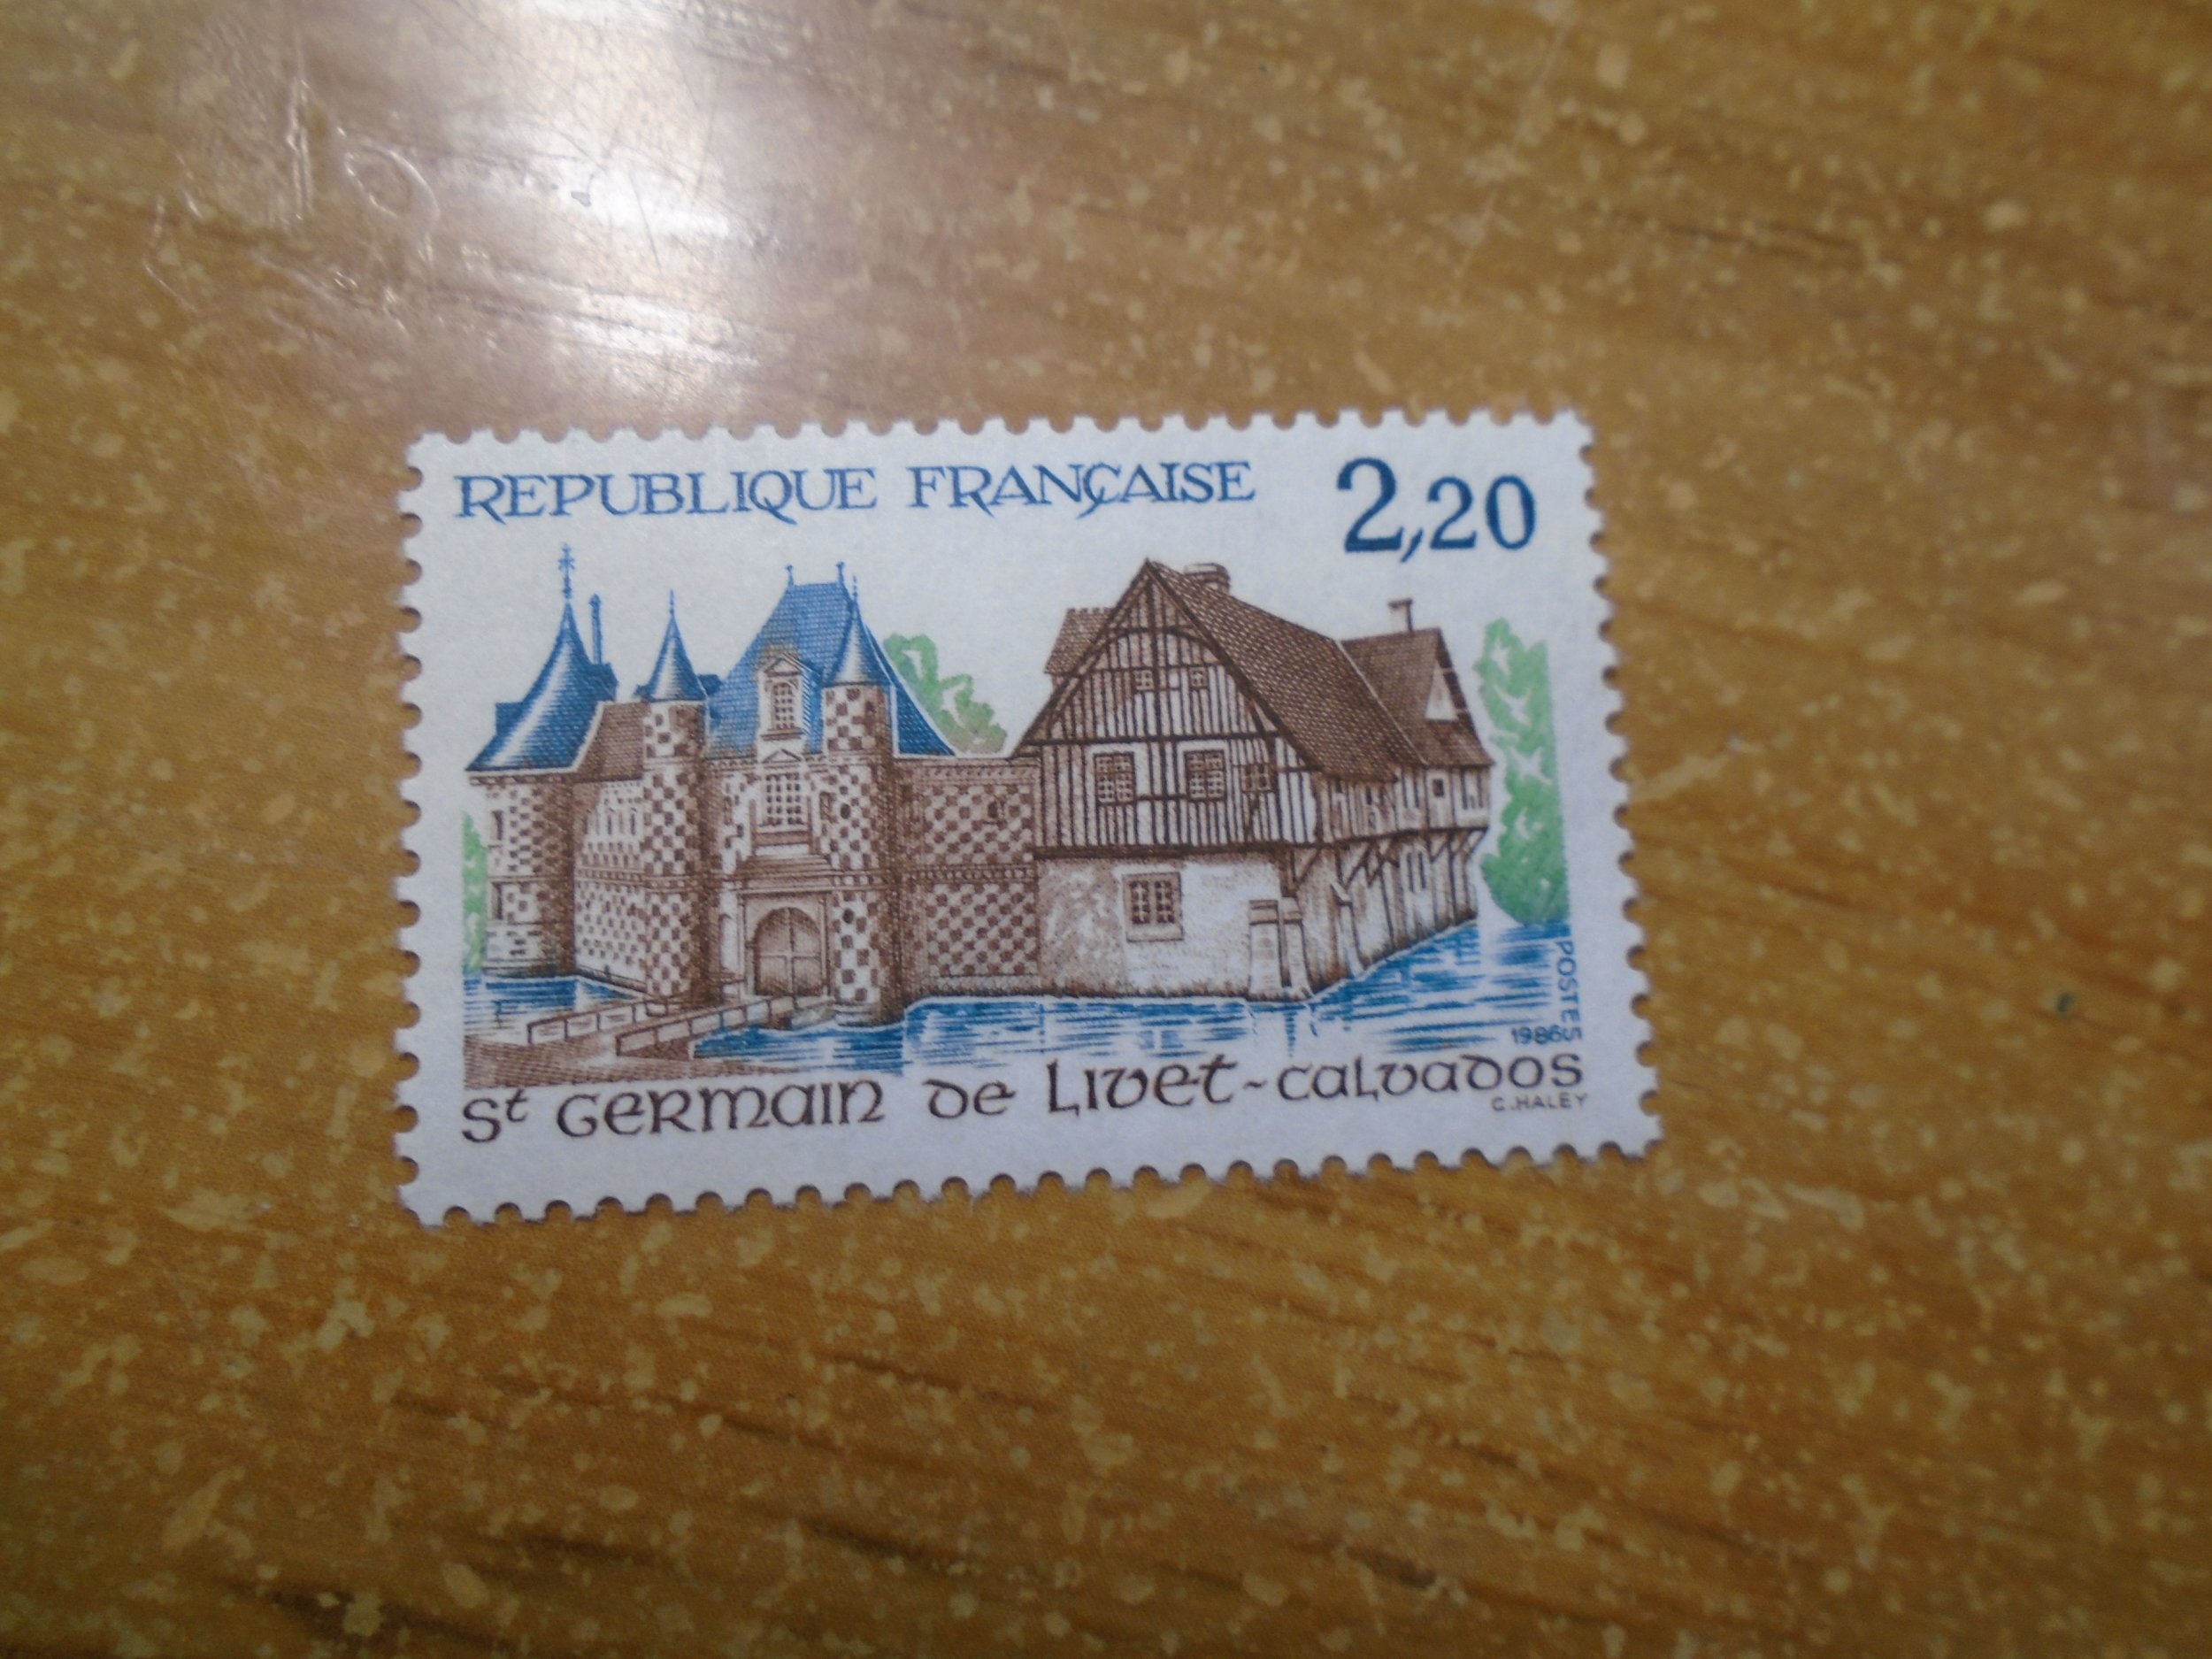 REPUBLIQUE FRANÇAISE 2,20
POSTES
1986
St Germain de Livet-Calvados
C.HALEY